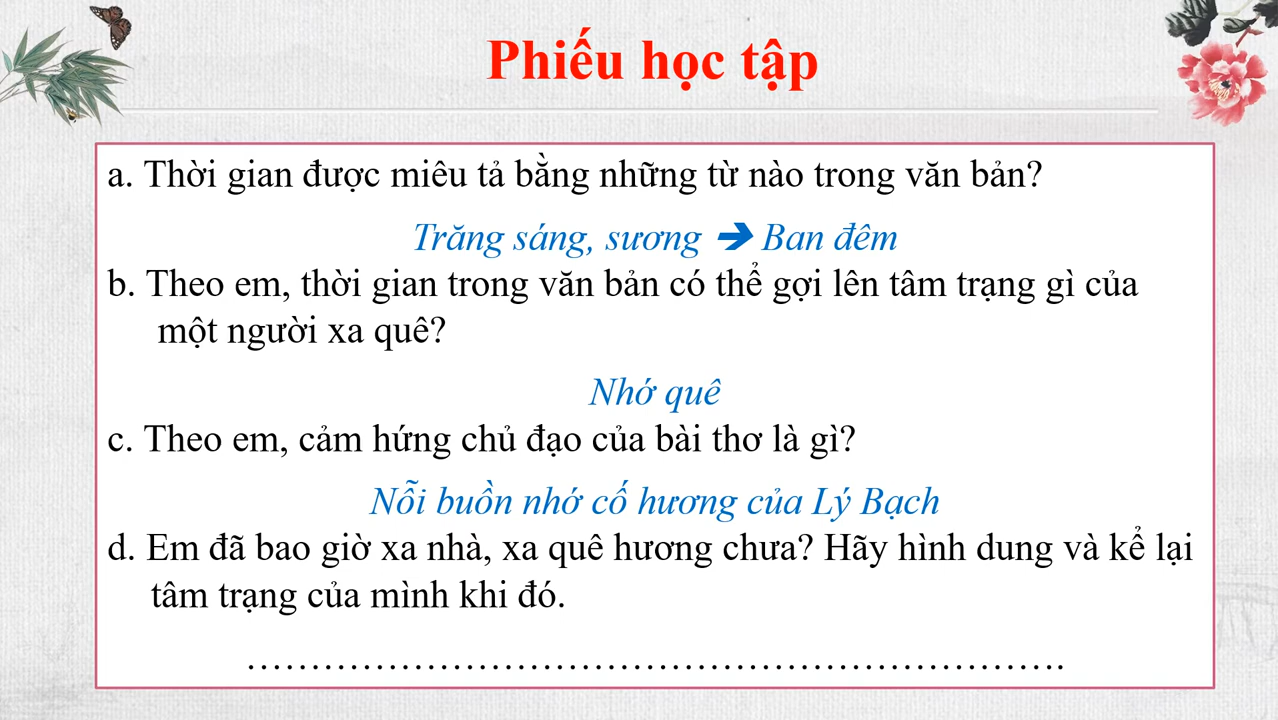 Phiếu học tập
a. Thời gian được miêu tả bằng những từ nào trong văn bản?
Trăng sáng, sương ➔ Ban đêm
b. Theo em, thời gian trong văn bản có thể gợi lên tâm trạng gì của
một người xa quê?
Nhớ quê
c. Theo em, cảm hứng chủ đạo của bài thơ là gì?
Nỗi buồn nhớ cố hương của Lý Bạch
d. Em đã bao giờ xa nhà, xa quê hương chưa? Hãy hình dung và kể lại
tâm trạng của mình khi đó.
…………………………………………………………….